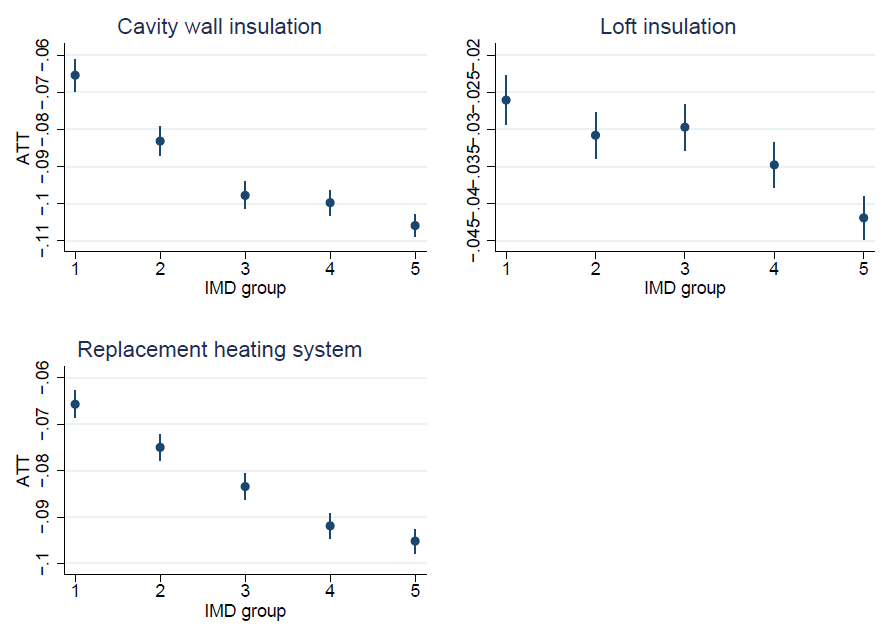 Cavity wall insulation
ATT
−.06
−.07
−.08
−.09
−.1
−.11
1 2 3 4 5
IMD group
Loft insulation
−.02
−.025
−.03
−.035
−.04
−.045
1 2 3 4 5
IMD group
Replacement heating system
ATT
−.06
−.07
−.08
−.09
−.1
1 2 3 4 5
IMD group